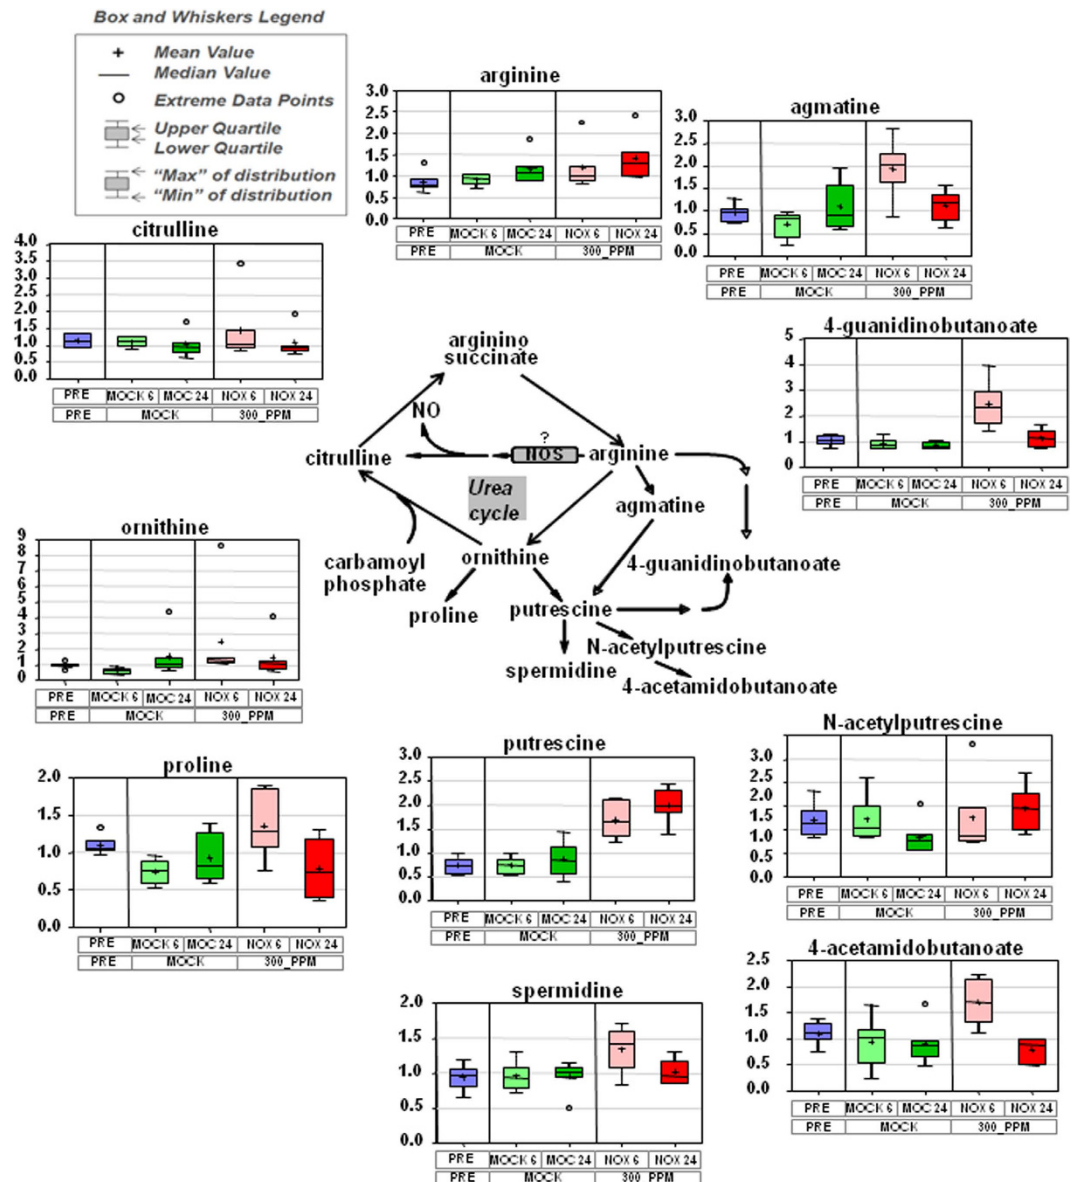 Box and Whiskers Legend
+ Mean Value
Median Value
Extreme Data Points
Upper Quartile
Lower Quartile
“Max” of distribution
“Min” of distribution
arginine
3.0
2.5
2.0
1.5
1.0
0.5
0.0
PRE MOCK 6 MOC 24 NOX 6 NOX 24
PRE MOCK 300_PPM
agmatine
3.0
2.5
2.0
1.5
1.0
0.5
0.0
PRE MOCK 6 MOC 24 NOX 6 NOX 24
PRE MOCK 300_PPM
citrulline
4.0
3.5
3.0
2.5
2.0
1.5
1.0
0.5
0.0
PRE MOCK 6 MOC 24 NOX 6 NOX 24
PRE MOCK 300_PPM
4-guanidinobutanoate
5
4
3
2
1
0
PRE MOCK 6 MOC 24 NOX 6 NOX 24
PRE MOCK 300_PPM
arginino
succinate
NO
?
citrulline NOS arginine
Urea
cycle
agmatine
carbamoyl
phosphate
ornithine
4-guanidinobutanoate
proline
putrescine
N-acetylputrescine
spermidine
4-acetamidobutanoate
ornithine
9
8
7
6
5
4
3
2
1
0
PRE MOCK 6 MOC 24 NOX 6 NOX 24
PRE MOCK 300_PPM
proline
2.0
1.5
1.0
0.5
0.0
PRE MOCK 6 MOC 24 NOX 6 NOX 24
PRE MOCK 300_PPM
putrescine
3.0
2.5
2.0
1.5
1.0
0.5
0.0
PRE MOCK 6 MOC 24 NOX 6 NOX 24
PRE MOCK 300_PPM
N-acetylputrescine
3.0
2.5
2.0
1.5
1.0
0.5
0.0
PRE MOCK 6 MOC 24 NOX 6 NOX 24
PRE MOCK 300_PPM
spermidine
2.0
1.5
1.0
0.5
0.0
PRE MOCK 6 MOC 24 NOX 6 NOX 24
PRE MOCK 300_PPM
4-acetamidobutanoate
2.5
2.0
1.5
1.0
0.5
0.0
PRE MOCK 6 MOC 24 NOX 6 NOX 24
PRE MOCK 300_PPM